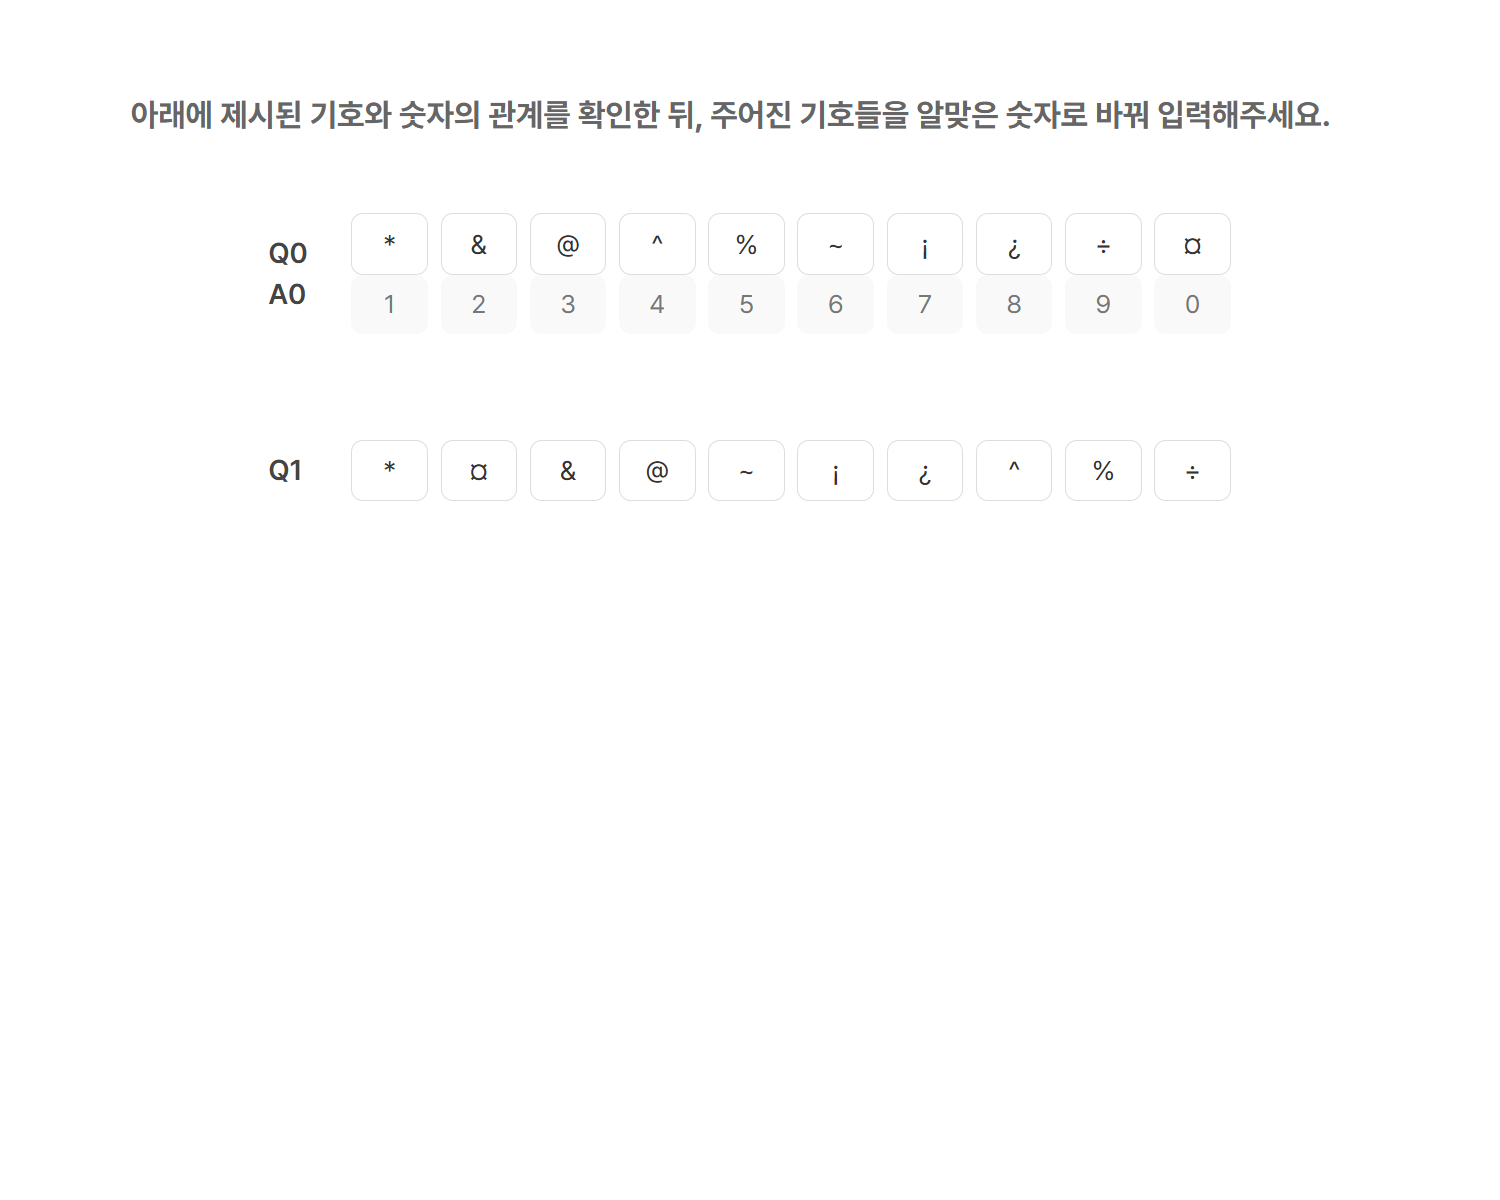 아래에 제시된 기호와 숫자의 관계를 확인한 뒤, 주어진 기호들을 알맞은 숫자로 바꿔 입력해주세요.
Q0 * & @ ^ % ~ ¡ ¿ ÷ ¤
A0 1 2 3 4 5 6 7 8 9 0
Q1 * ¤ & @ ~ ¡ ¿ ^ % ÷